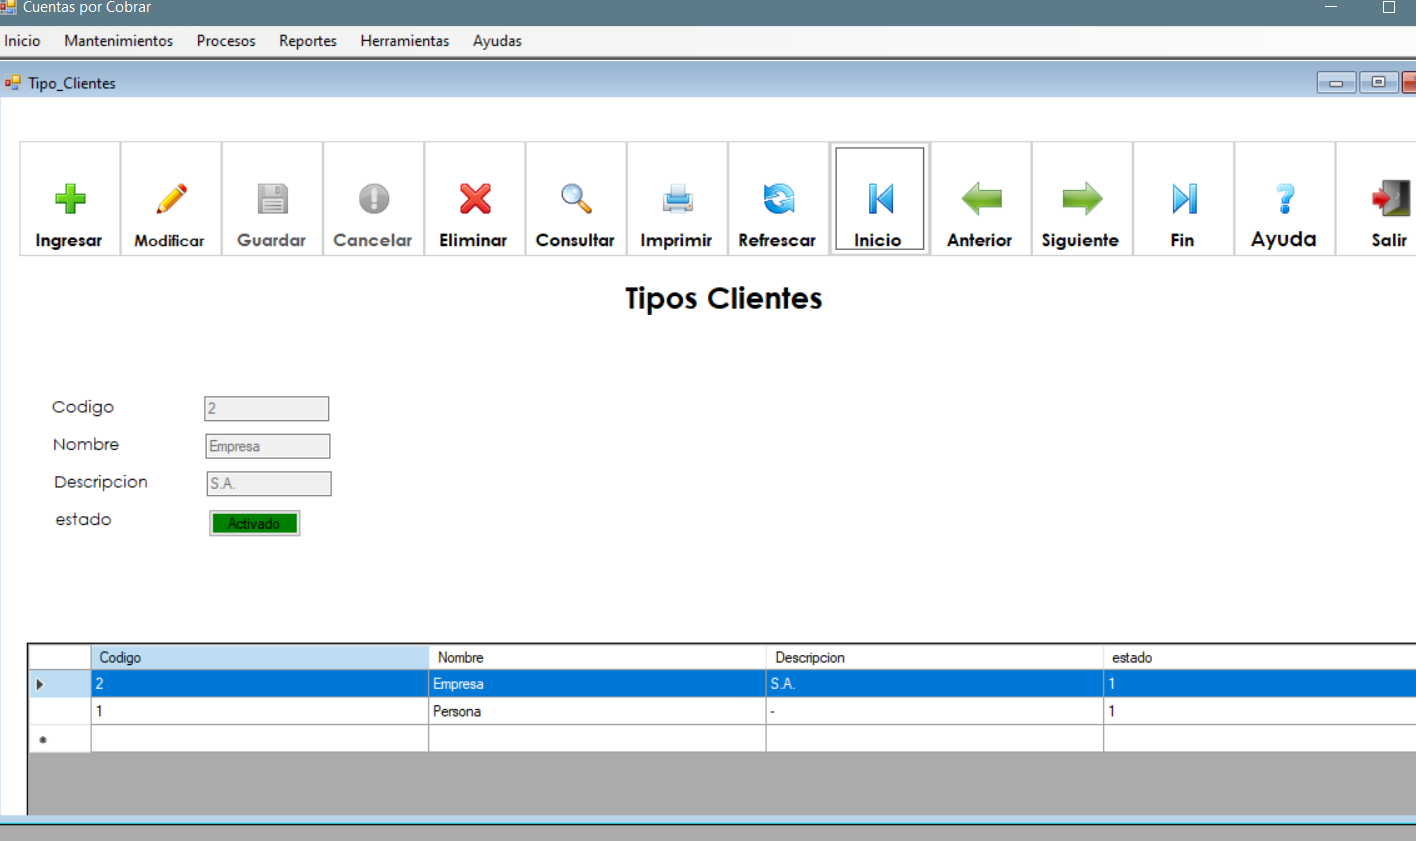 Cuentas por Cobrar
Inicio Mantenimientos Procesos Reportes Herramientas Ayudas
Tipo_Clientes
Ingresar Modificar Guardar Cancelar Eliminar Consultar Imprimir Refrescar Inicio Anterior Siguiente Fin Ayuda Salir
Tipos Clientes
Codigo 2
Nombre Empresa
Descripcion S.A.
estado Activado
Codigo Nombre Descripcion estado
2 Empresa S.A. 1
1 Persona - 1